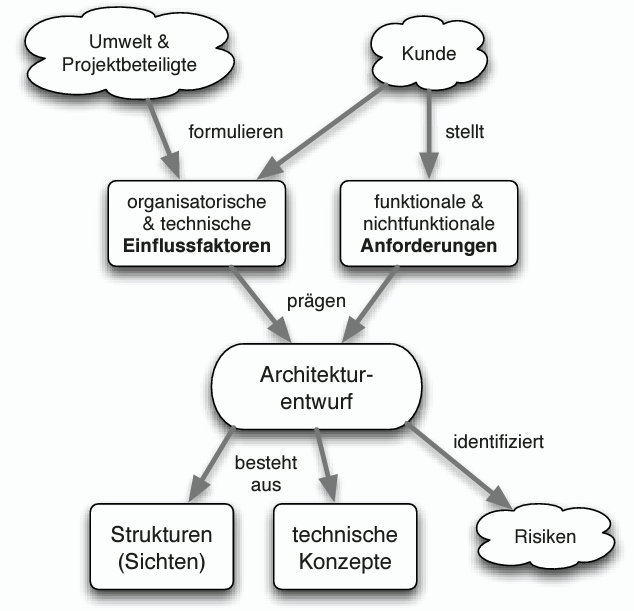 Umwelt &
Projektbeteiligte
Kunde
formulieren
stellt
organisatorische
& technische
Einflussfaktoren
funktionale &
nichtfunktionale
Anforderungen
prägen
Architektur-
entwurf
besteht
aus
identifiziert
Strukturen
(Sichten)
technische
Konzepte
Risiken